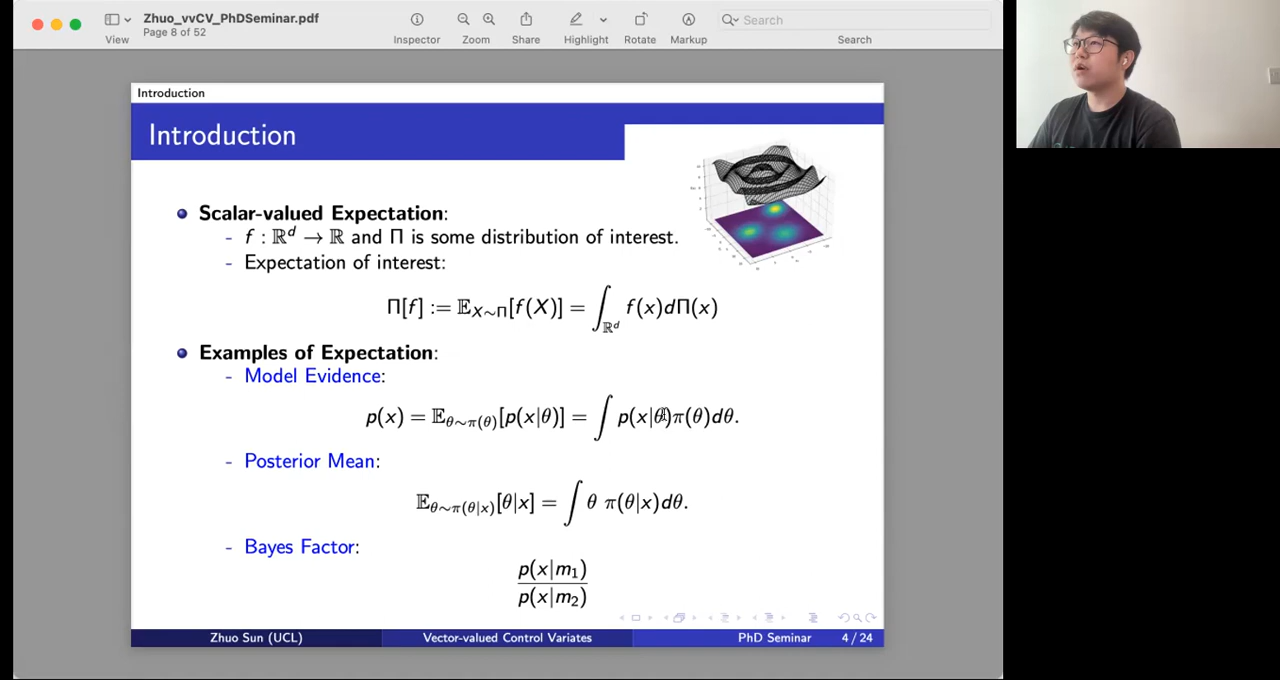 Zhuo_vvCV_PhDSeminar.pdf
Page 8 of 52
View
Inspector
Zoom
Share
Highlight
Rotate
Markup
Search
Search
Introduction
Introduction
Scalar-valued Expectation:
- f : ℝᵈ → ℝ and Π is some distribution of interest.
- Expectation of interest:
Π[f] := 𝔼_{X∼Π}[f(X)] = ∫_{ℝᵈ} f(x)dΠ(x)
Examples of Expectation:
- Model Evidence:
p(x) = 𝔼_{θ∼π(θ)}[p(x|θ)] = ∫ p(x|θ)π(θ)dθ.
- Posterior Mean:
𝔼_{θ∼π(θ|x)}[θ|x] = ∫ θ π(θ|x)dθ.
- Bayes Factor:
p(x|m₁)
p(x|m₂)
Zhuo Sun (UCL)
Vector-valued Control Variates
PhD Seminar
4 / 24